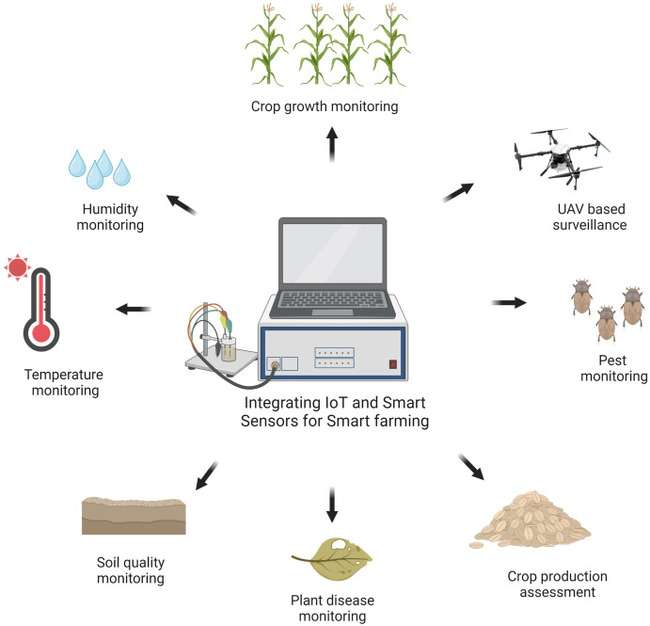 Crop growth monitoring
Humidity
monitoring
UAV based
surveillance
Temperature
monitoring
Pest
monitoring
Integrating IoT and Smart
Sensors for Smart farming
Soil quality
monitoring
Plant disease
monitoring
Crop production
assessment